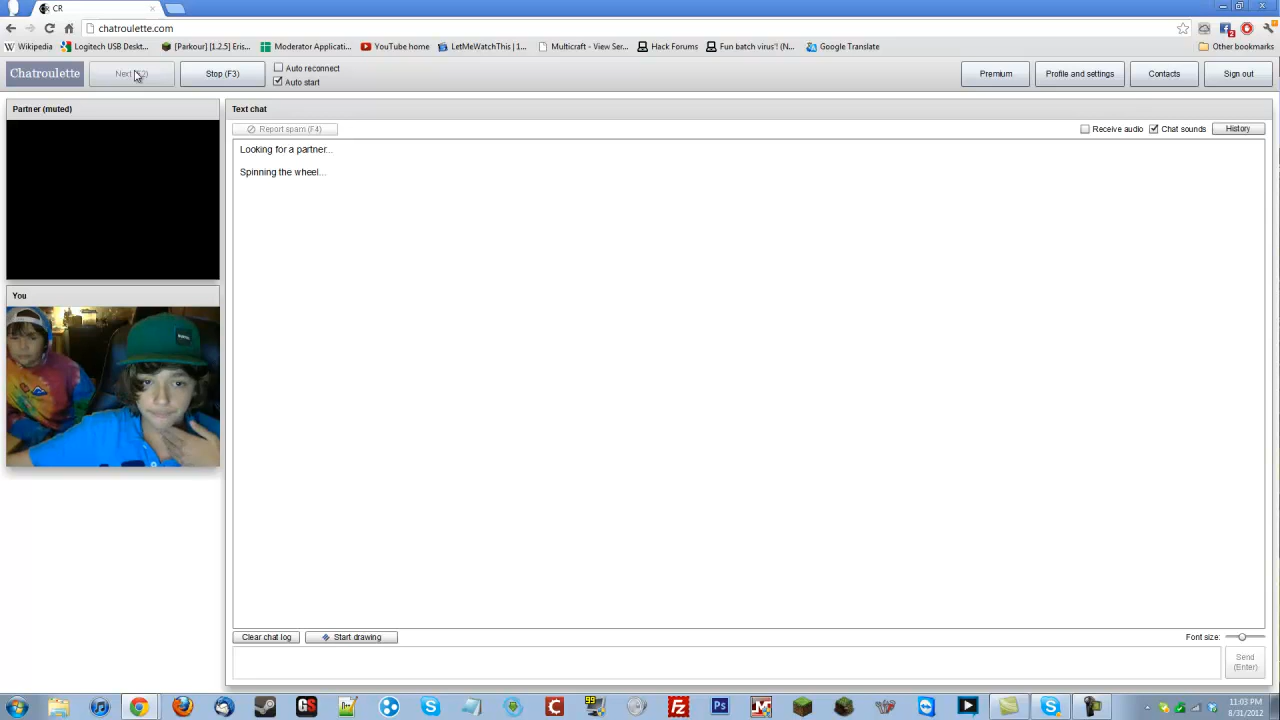 CR
chatroulette.com
Wikipedia
Logitech USB Deskt...
[Parkour] [1.2.5] Eris...
Moderator Applicati...
YouTube home
LetMeWatchThis | 1...
Multicraft - View Ser...
Hack Forums
Fun batch virus'! (N...
Google Translate
Other bookmarks
Chatroulette
Stop (F3)
Auto reconnect
Auto start
Premium
Profile and settings
Contacts
Sign out
Partner (muted)
Text chat
Report spam (F4)
Receive audio
Chat sounds
History
Looking for a partner...
Spinning the wheel...
You
Clear chat log
Start drawing
Font size:
Send
(Enter)
11:03 PM
8/31/2012